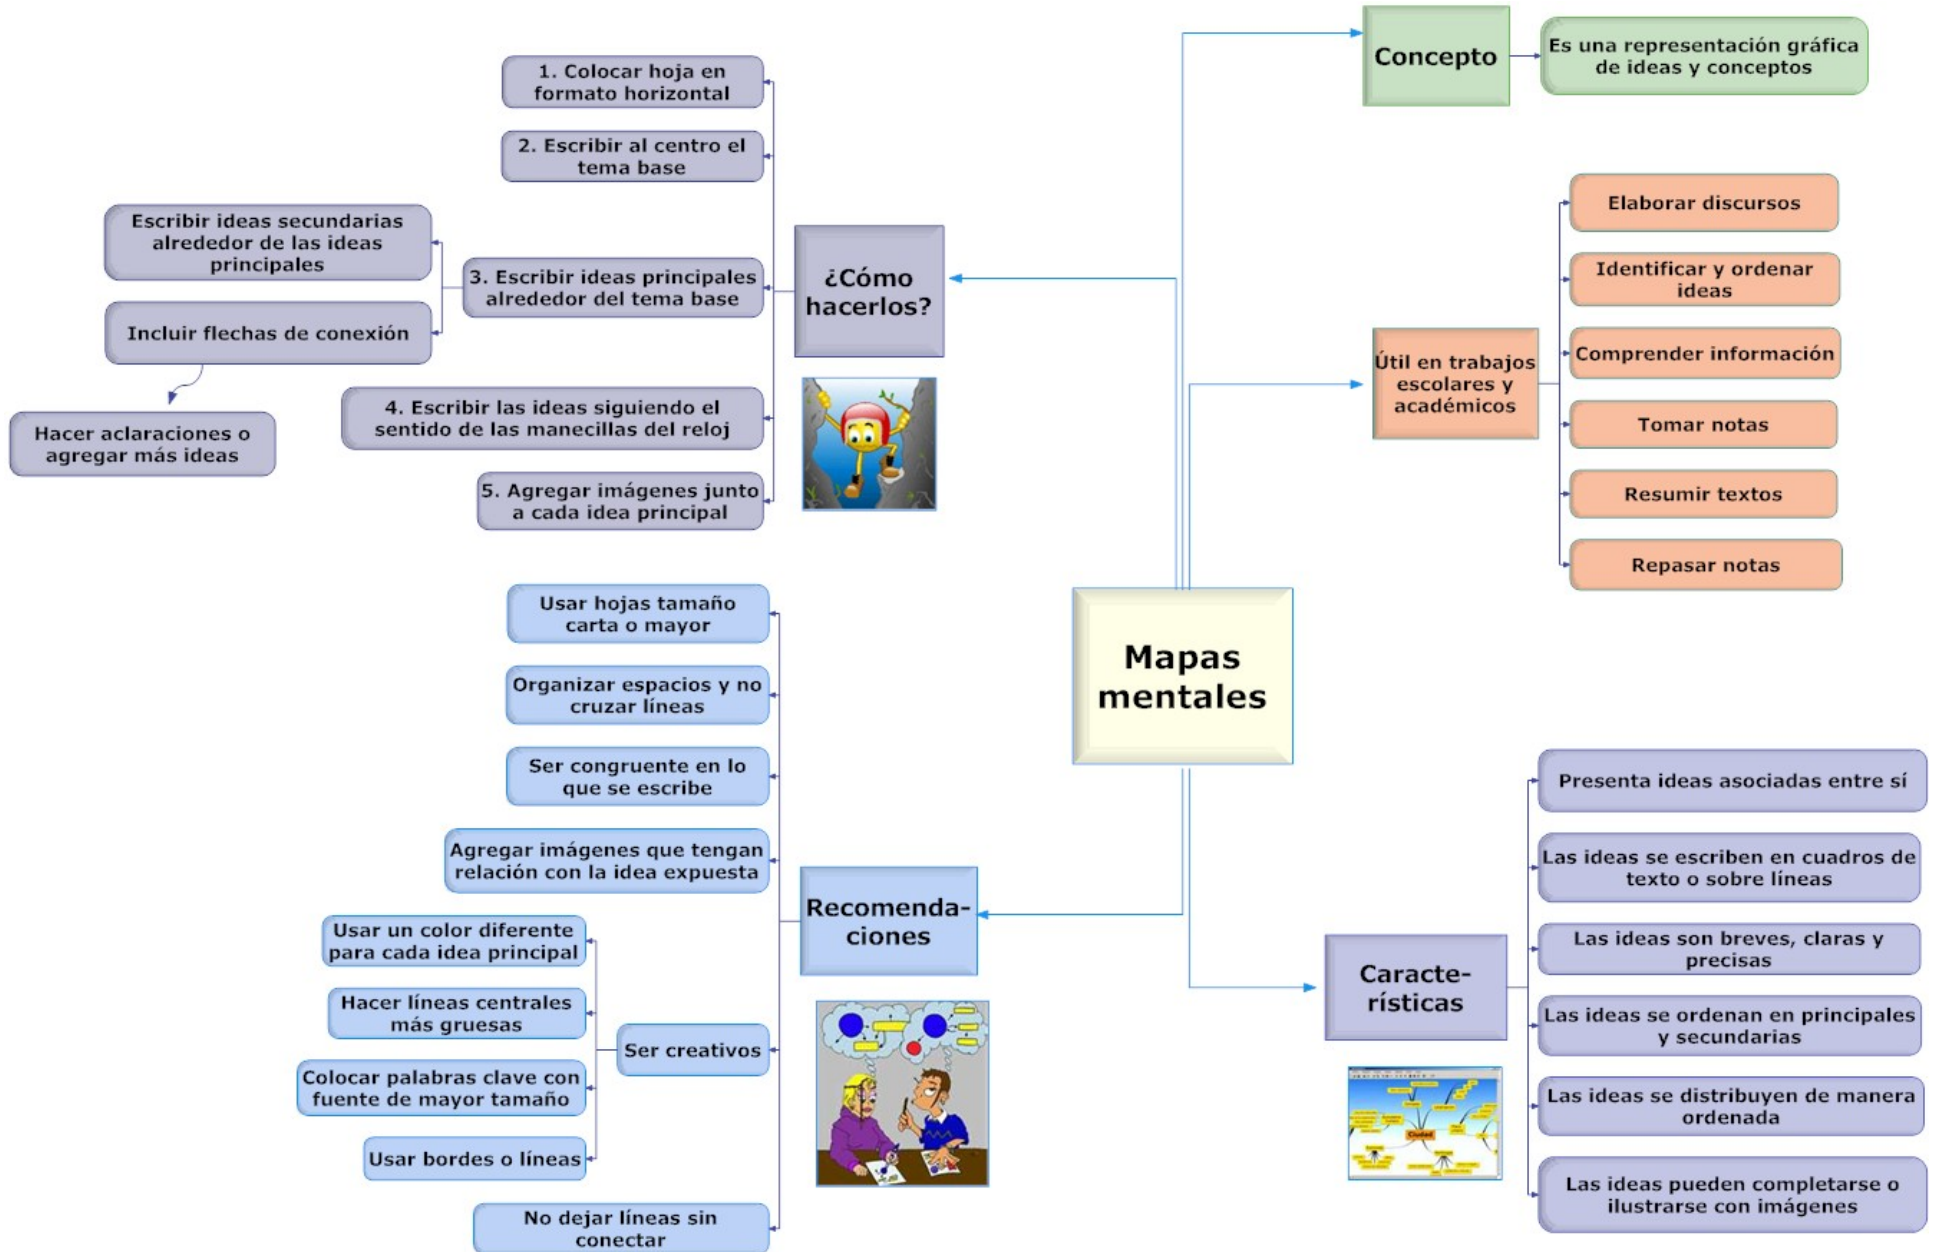 Mapas
mentales
Concepto
Es una representación gráfica
de ideas y conceptos
Útil en trabajos
escolares y
académicos
Elaborar discursos
Identificar y ordenar
ideas
Comprender información
Tomar notas
Resumir textos
Repasar notas
Caracte-
rísticas
Presenta ideas asociadas entre sí
Las ideas se escriben en cuadros de
texto o sobre líneas
Las ideas son breves, claras y
precisas
Las ideas se ordenan en principales
y secundarias
Las ideas se distribuyen de manera
ordenada
Las ideas pueden completarse o
ilustrarse con imágenes
Ciudad
Recomenda-
ciones
Usar hojas tamaño
carta o mayor
Organizar espacios y no
cruzar líneas
Ser congruente en lo
que se escribe
Agregar imágenes que tengan
relación con la idea expuesta
Ser creativos
Usar un color diferente
para cada idea principal
Hacer líneas centrales
más gruesas
Colocar palabras clave con
fuente de mayor tamaño
Usar bordes o líneas
No dejar líneas sin
conectar
¿Cómo
hacerlos?
1. Colocar hoja en
formato horizontal
2. Escribir al centro el
tema base
3. Escribir ideas principales
alrededor del tema base
Escribir ideas secundarias
alrededor de las ideas
principales
Incluir flechas de conexión
Hacer aclaraciones o
agregar más ideas
4. Escribir las ideas siguiendo el
sentido de las manecillas del reloj
5. Agregar imágenes junto
a cada idea principal